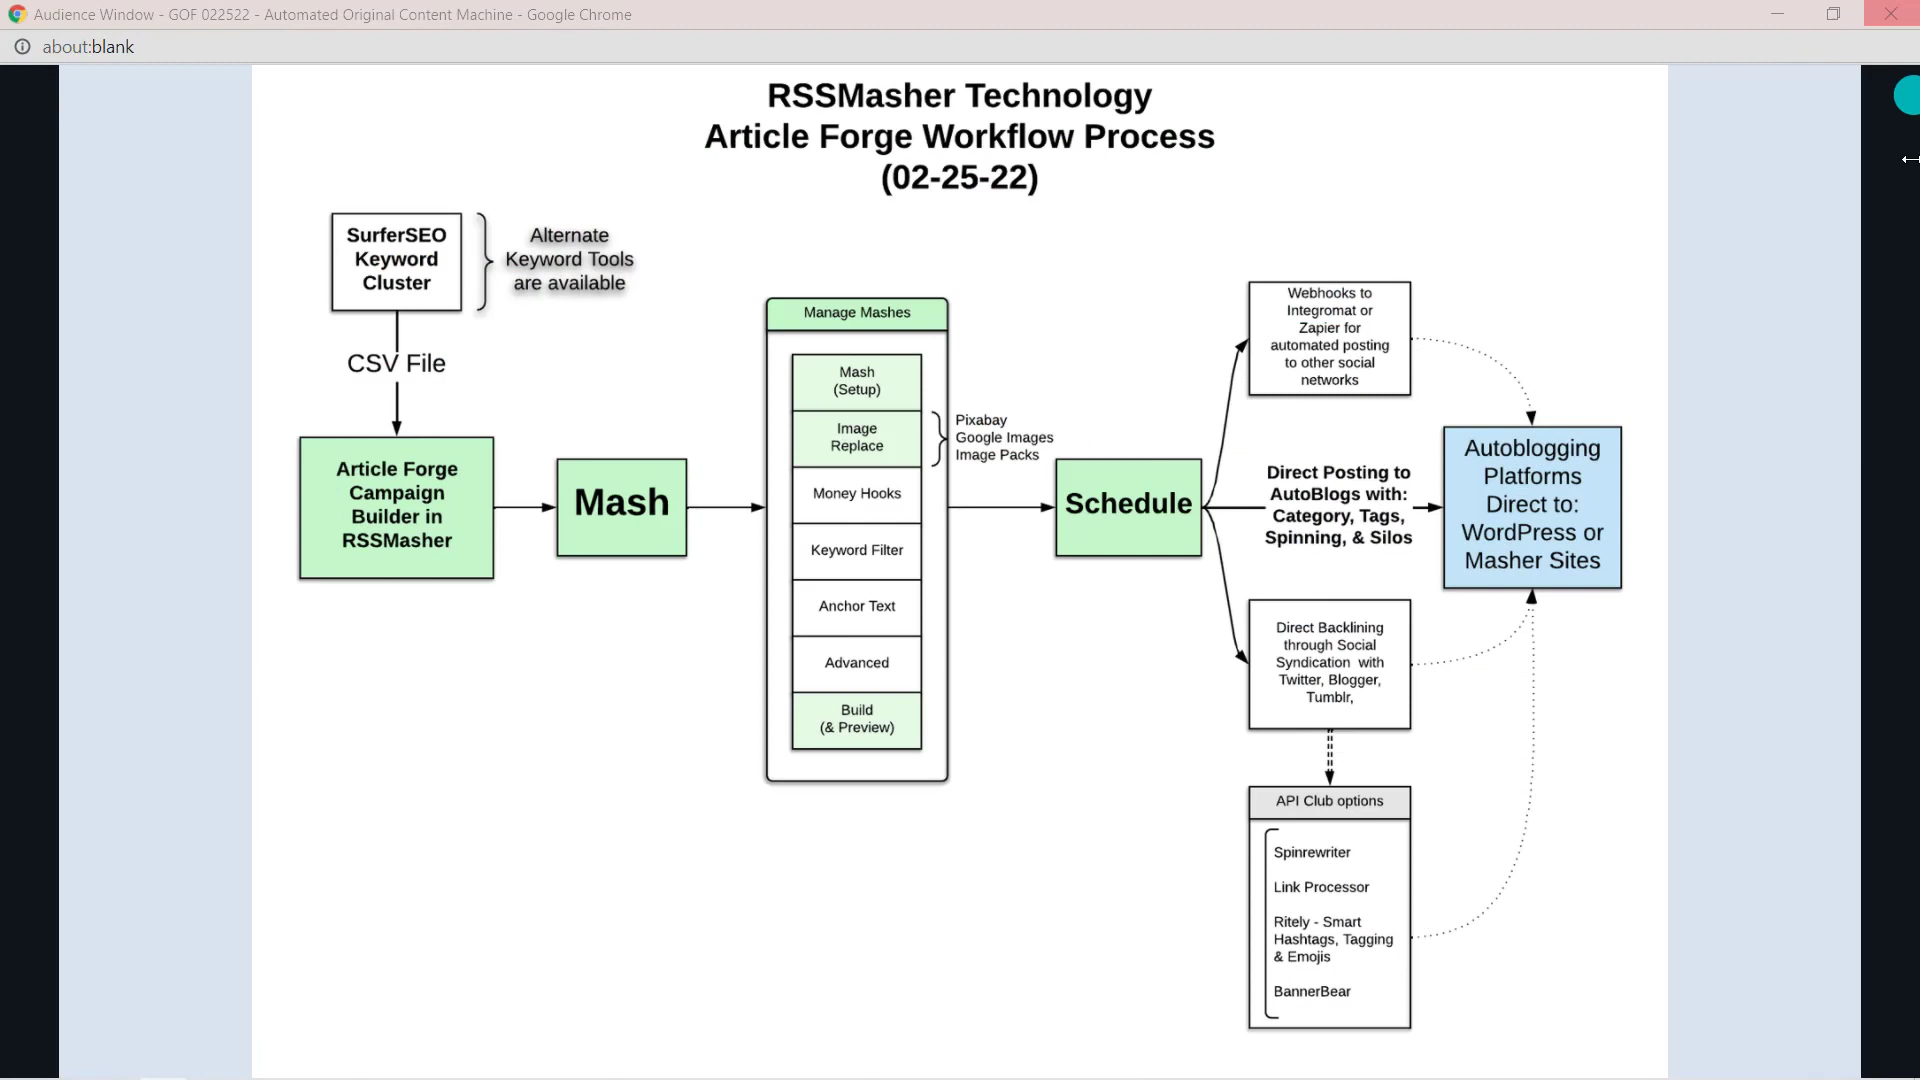 Audience Window - GOF 022522 - Automated Original Content Machine - Google Chrome
about:blank
RSSMasher Technology
Article Forge Workflow Process
(02-25-22)
SurferSEO
Keyword
Cluster
Alternate
Keyword Tools
are available
CSV File
Article Forge
Campaign
Builder in
RSSMasher
Mash
Manage Mashes
Mash
(Setup)
Image
Replace
Money Hooks
Keyword Filter
Anchor Text
Advanced
Build
(& Preview)
Pixabay
Google Images
Image Packs
Schedule
Webhooks to
Integromat or
Zapier for
automated posting
to other social
networks
Direct Posting to
AutoBlogs with:
Category, Tags,
Spinning, & Silos
Direct Backlining
through Social
Syndication with
Twitter, Blogger,
Tumblr,
API Club options
Spinrewriter
Link Processor
Ritely - Smart
Hashtags, Tagging
& Emojis
BannerBear
Autoblogging
Platforms
Direct to:
WordPress or
Masher Sites